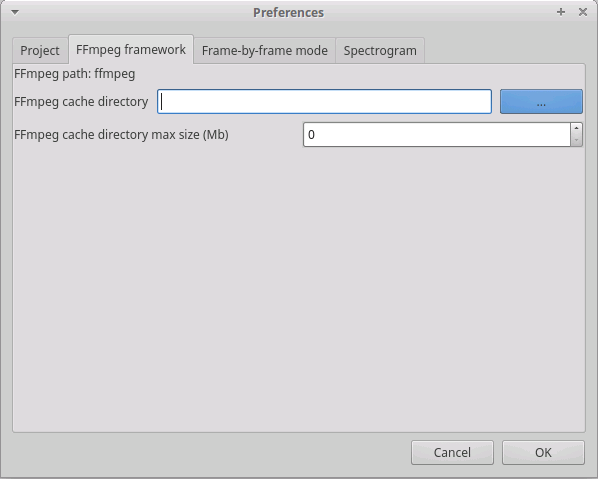 Preferences
Project FFmpeg framework Frame-by-frame mode Spectrogram
FFmpeg path: ffmpeg
FFmpeg cache directory ...
FFmpeg cache directory max size (Mb) 0
Cancel OK